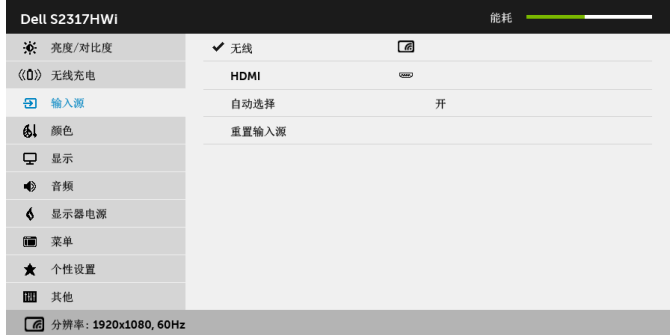 Dell S2317HWi 能耗
亮度/对比度
无线充电
输入源
颜色
显示
音频
显示器电源
菜单
个性设置
其他
无线
HDMI
自动选择 开
重置输入源
分辨率: 1920x1080, 60Hz